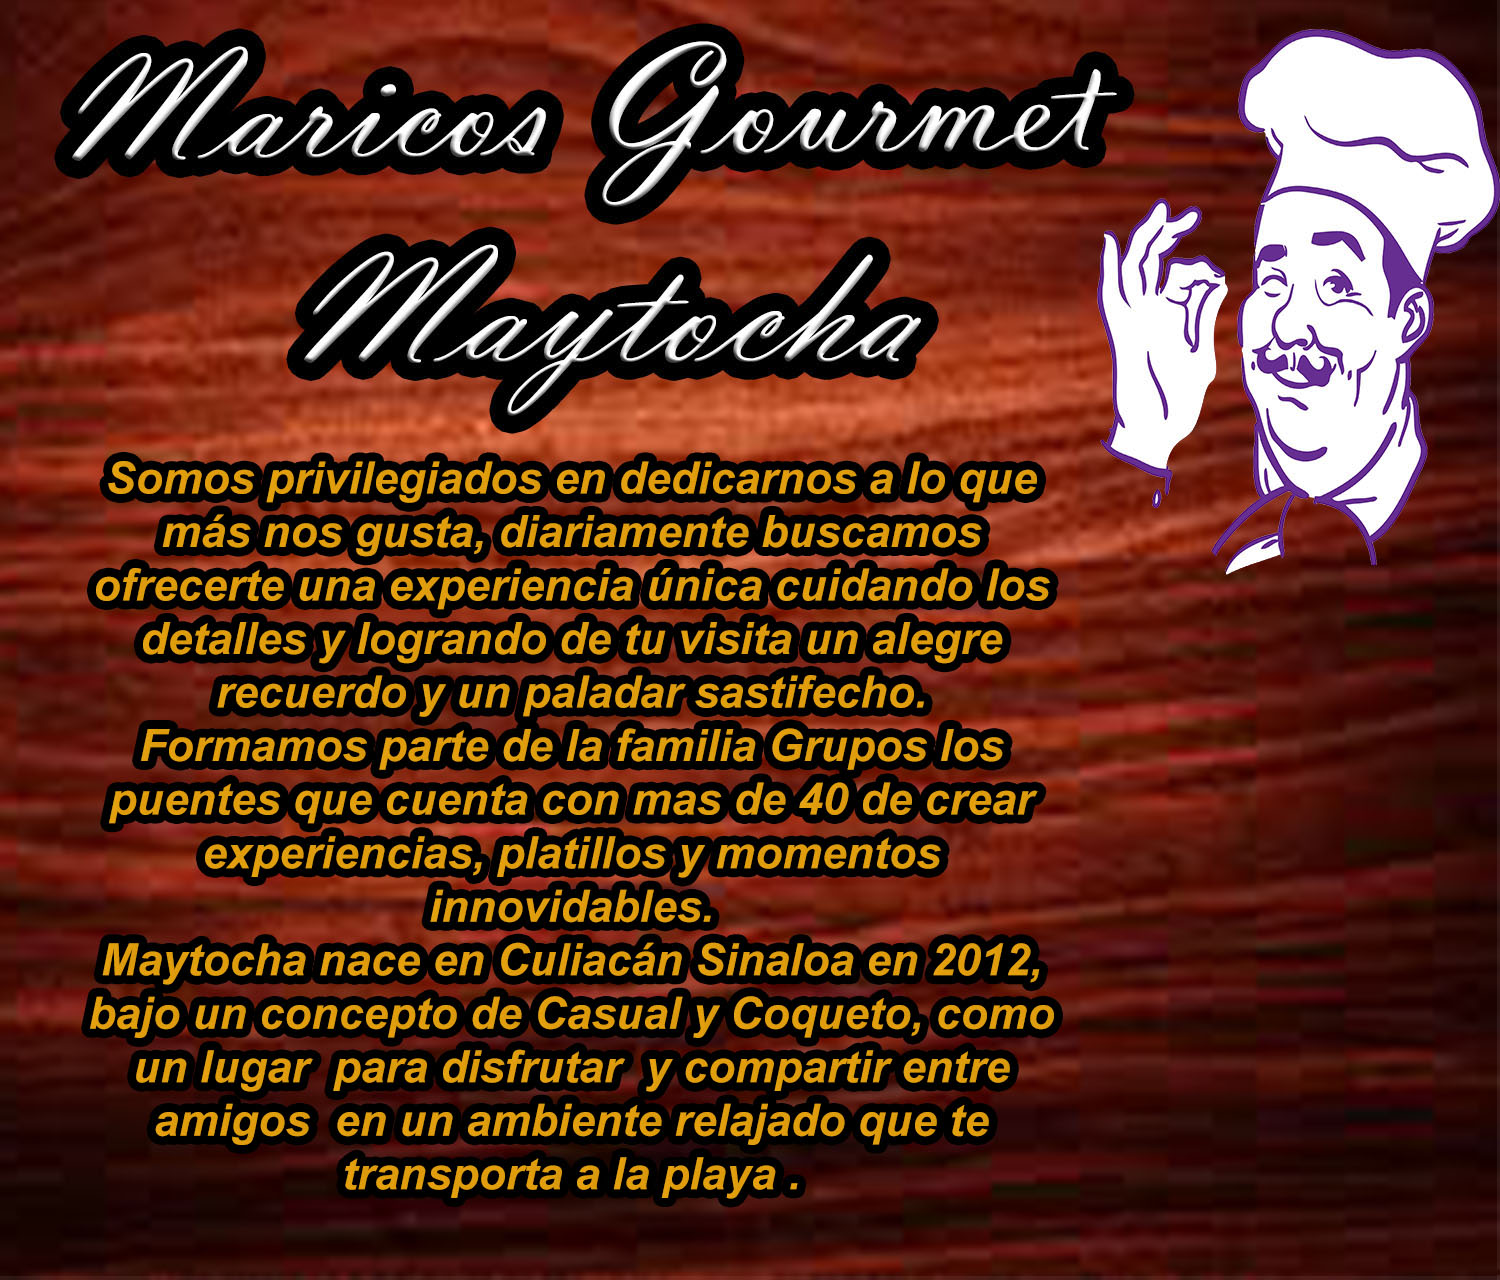 Maricos Gourmet
Maytocha
Somos privilegiados en dedicarnos a lo que
más nos gusta, diariamente buscamos
ofrecerte una experiencia única cuidando los
detalles y logrando de tu visita un alegre
recuerdo y un paladar sastifecho.
Formamos parte de la familia Grupos los
puentes que cuenta con mas de 40 de crear
experiencias, platillos y momentos
innovidables.
Maytocha nace en Culiacán Sinaloa en 2012,
bajo un concepto de Casual y Coqueto, como
un lugar  para disfrutar  y compartir entre
amigos  en un ambiente relajado que te
transporta a la playa .